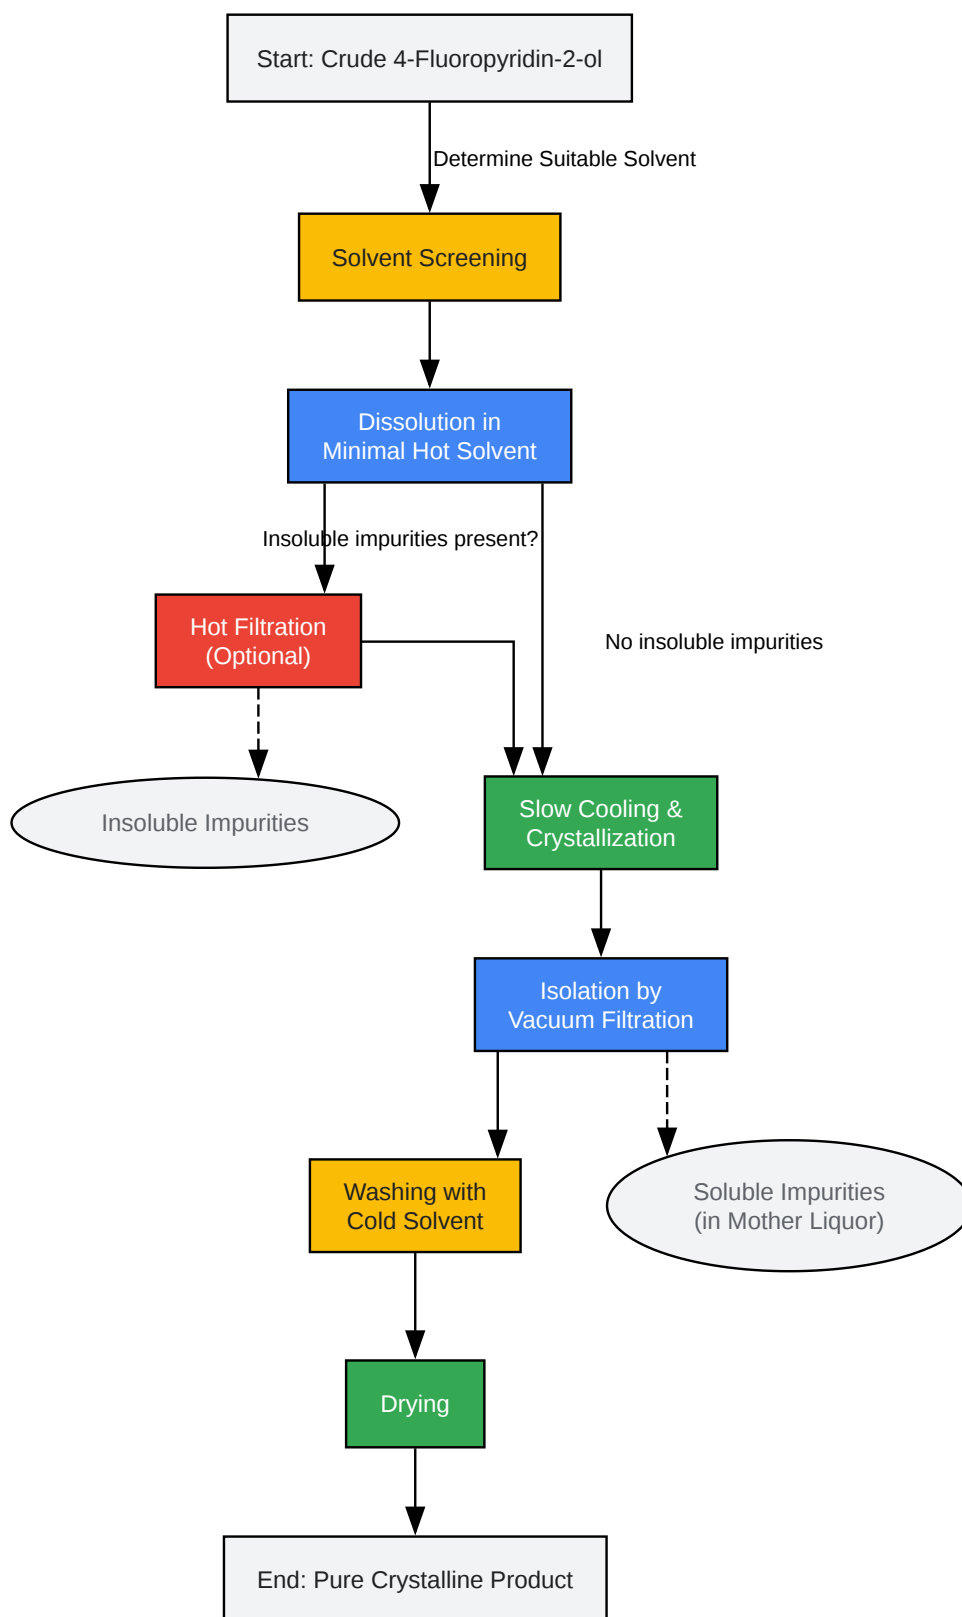 Start: Crude 4-Fluoropyridin-2-ol
Determine Suitable Solvent
Solvent Screening
Dissolution in
Minimal Hot Solvent
Insoluble impurities present?
Hot Filtration
(Optional)
No insoluble impurities
Insoluble Impurities
Slow Cooling &
Crystallization
Isolation by
Vacuum Filtration
Washing with
Cold Solvent
Soluble Impurities
(in Mother Liquor)
Drying
End: Pure Crystalline Product